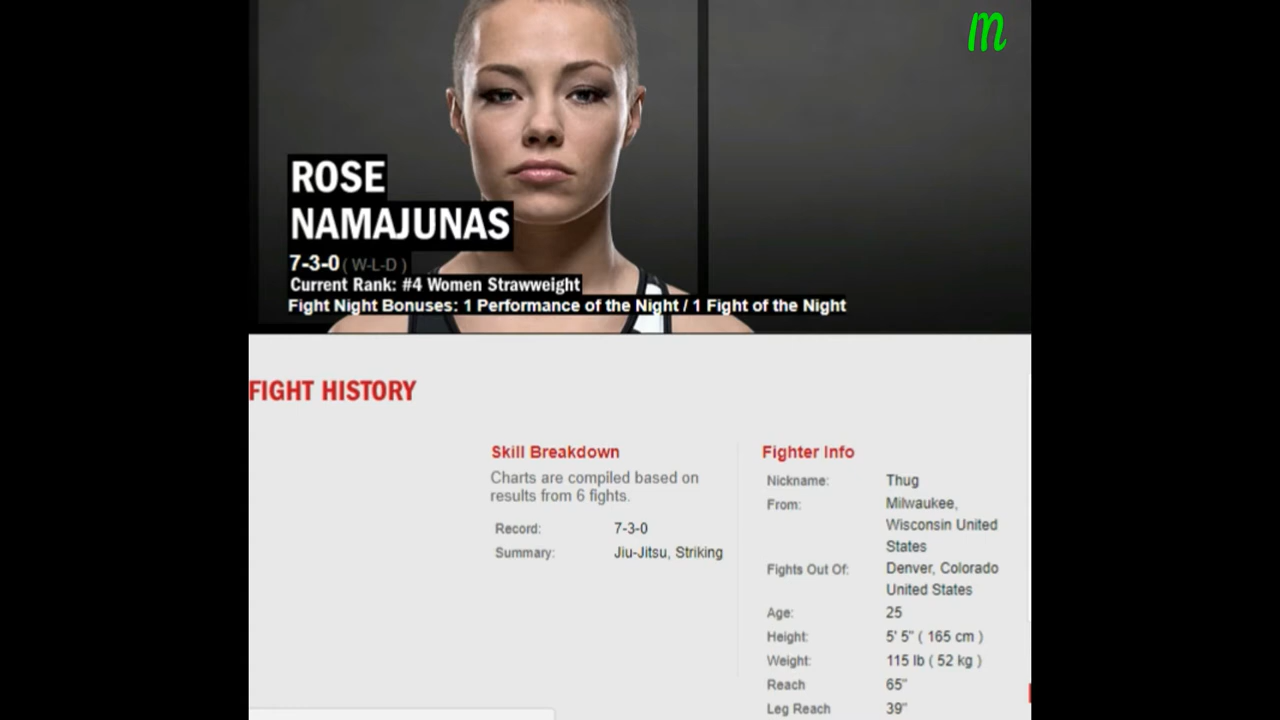 m
ROSE
NAMAJUNAS
7-3-0 ( W-L-D )
Current Rank: #4 Women Strawweight
Fight Night Bonuses: 1 Performance of the Night / 1 Fight of the Night
FIGHT HISTORY
Skill Breakdown
Charts are compiled based on
results from 6 fights.
Record: 7-3-0
Summary: Jiu-Jitsu, Striking
Fighter Info
Nickname: Thug
From: Milwaukee,
Wisconsin United
States
Fights Out Of: Denver, Colorado
United States
Age: 25
Height: 5' 5" ( 165 cm )
Weight: 115 lb ( 52 kg )
Reach 65"
Leg Reach 39"